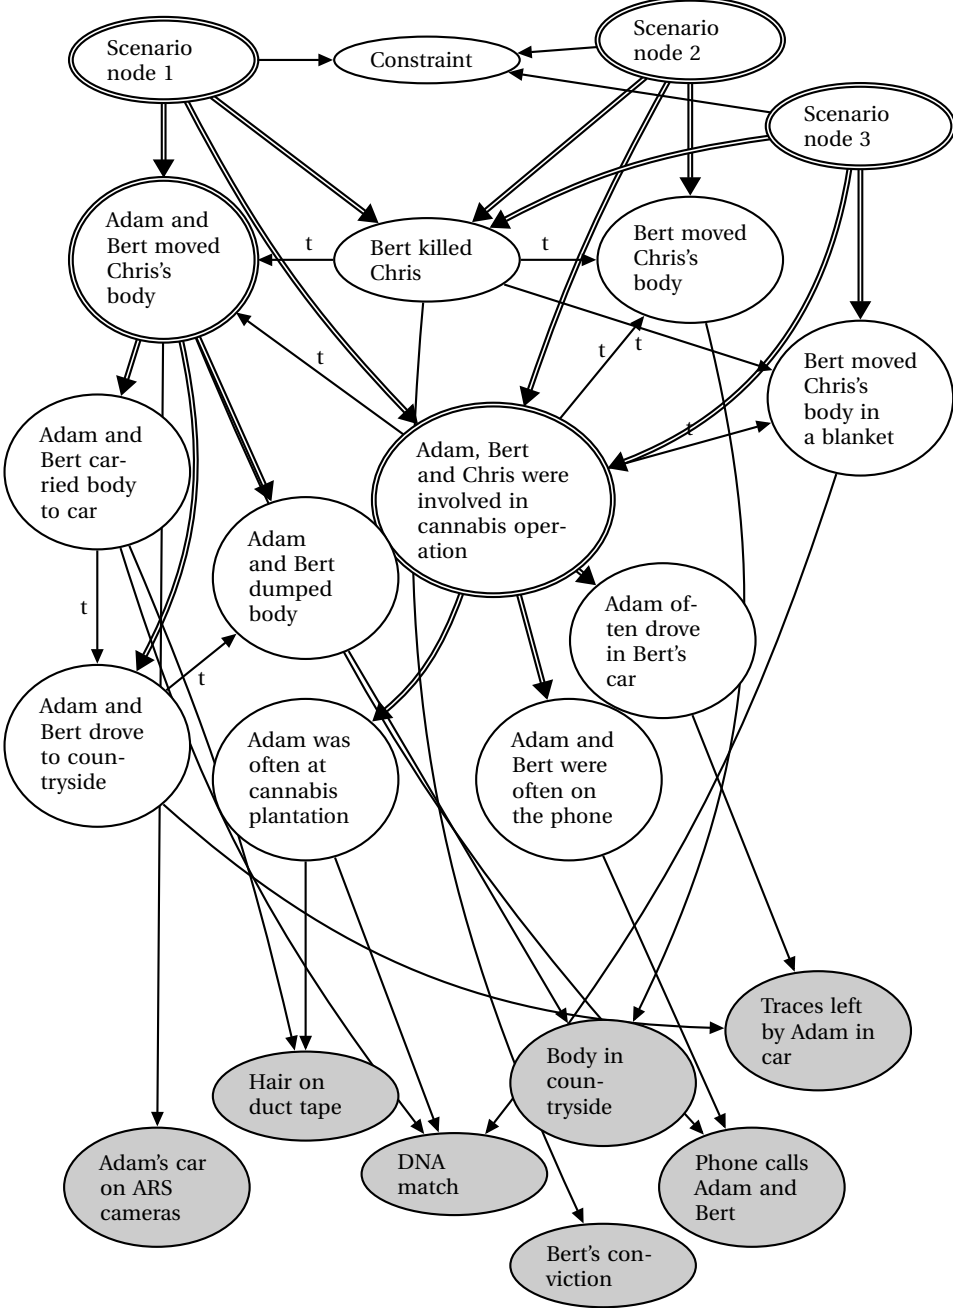 Scenario
node 1
Constraint
Scenario
node 2
Scenario
node 3
Adam and
Bert moved
Chris's
body
t
Bert killed
Chris
t
Bert moved
Chris's
body
t
t
t
Bert moved
Chris's
body in
a blanket
t
Adam and
Bert car-
ried body
to car
Adam, Bert
and Chris were
involved in
cannabis oper-
ation
Adam
and Bert
dumped
body
Adam of-
ten drove
in Bert's
car
t
t
Adam and
Bert drove
to coun-
tryside
Adam was
often at
cannabis
plantation
Adam and
Bert were
often on
the phone
Traces left
by Adam in
car
Body in
coun-
tryside
Hair on
duct tape
Adam's car
on ARS
cameras
DNA
match
Phone calls
Adam and
Bert
Bert's con-
viction